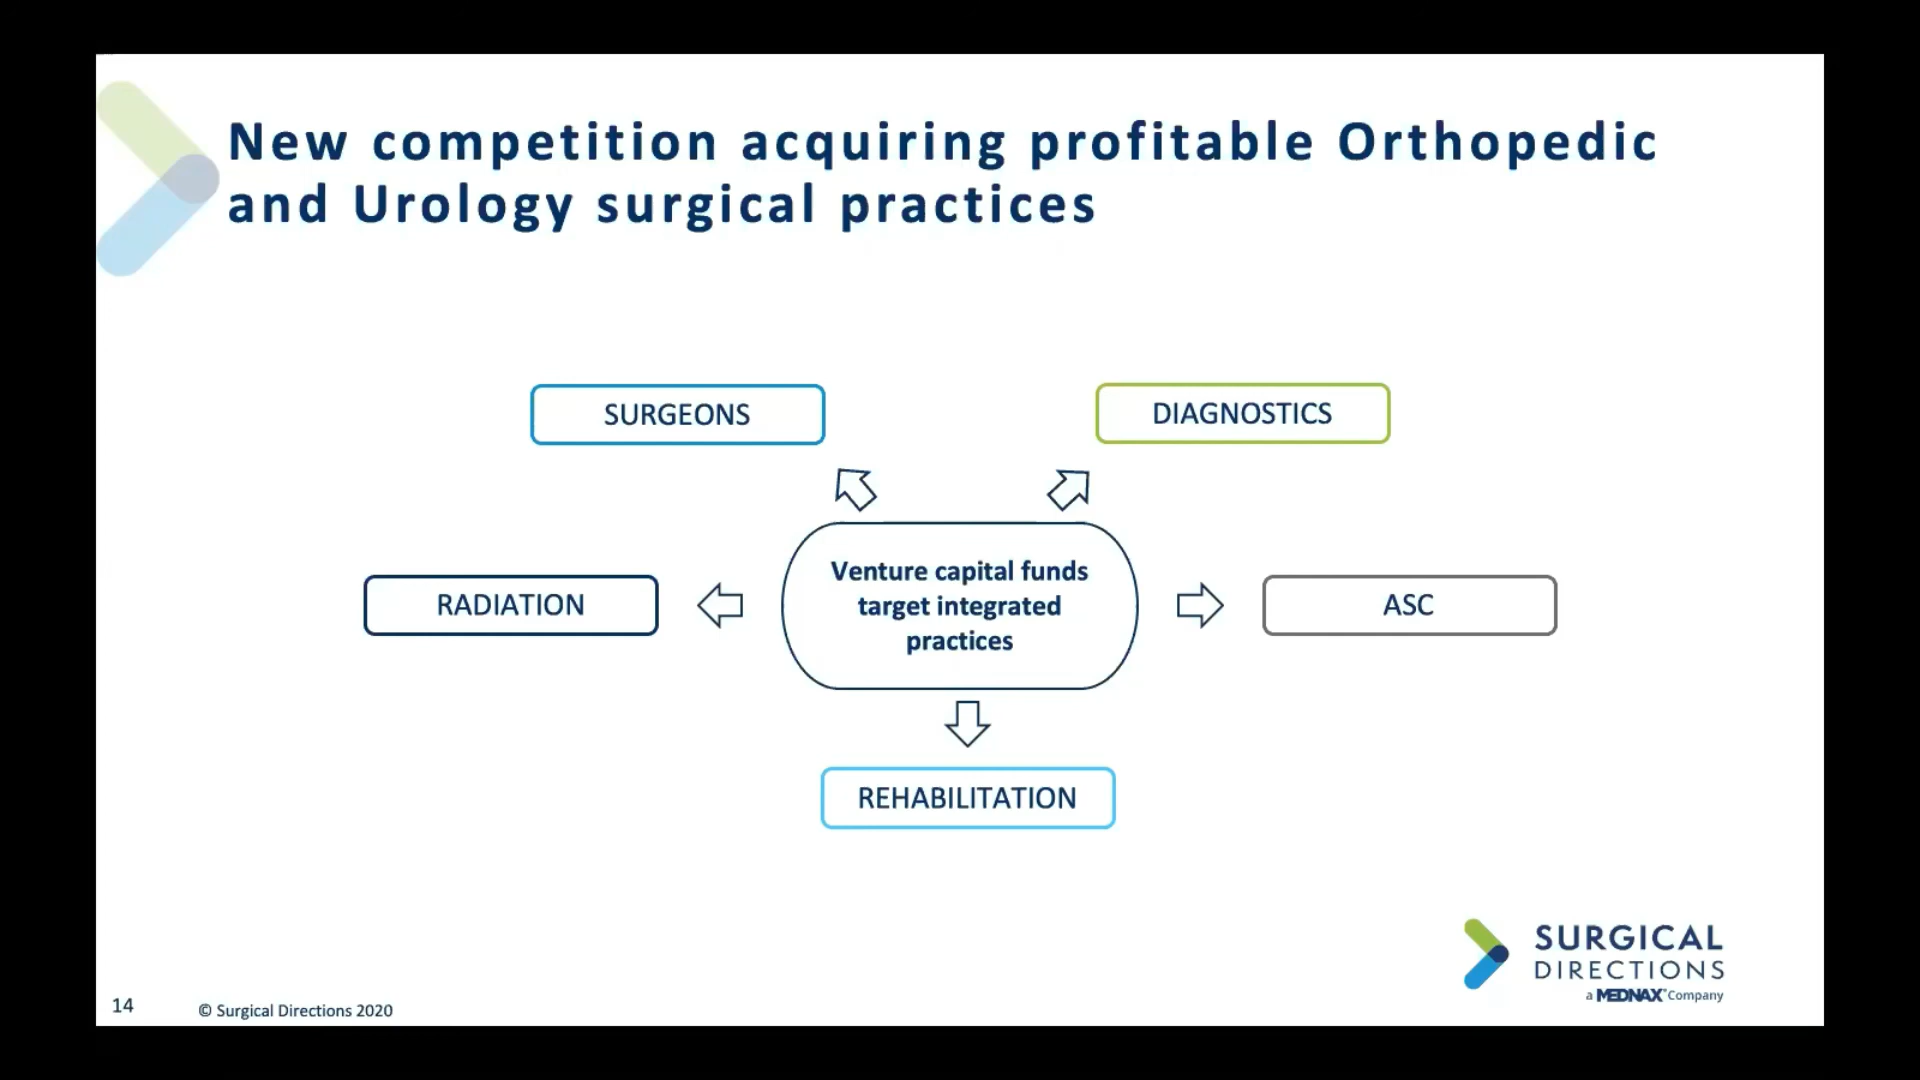 New competition acquiring profitable Orthopedic
and Urology surgical practices
SURGEONS
DIAGNOSTICS
Venture capital funds
target integrated
practices
RADIATION
ASC
REHABILITATION
SURGICAL
DIRECTIONS
a MEDNAX® Company
14
© Surgical Directions 2020